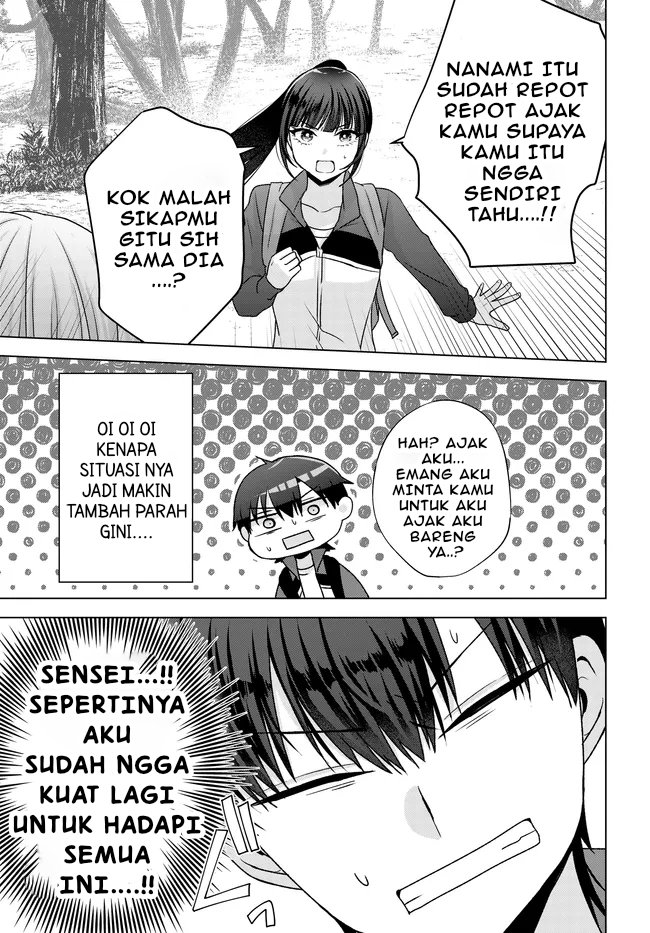 NANAMI ITU
SUDAH REPOT
REPOT AJAK
KAMU SUPAYA
KAMU ITU
NGGA
SENDIRI
TAHU....!!
KOK MALAH
SIKAPMU
GITU SIH
SAMA DIA
....?
HAH? AJAK
AKU...
EMANG AKU
MINTA KAMU
UNTUK AKU
AJAK AKU
BARENG
YA..?
OI OI OI
KENAPA
SITUASI NYA
JADI MAKIN
TAMBAH PARAH
GINI....
SENSEI...!!
SEPERTINYA
AKU
SUDAH NGGA
KUAT LAGI
UNTUK HADAPI
SEMUA
INI....!!